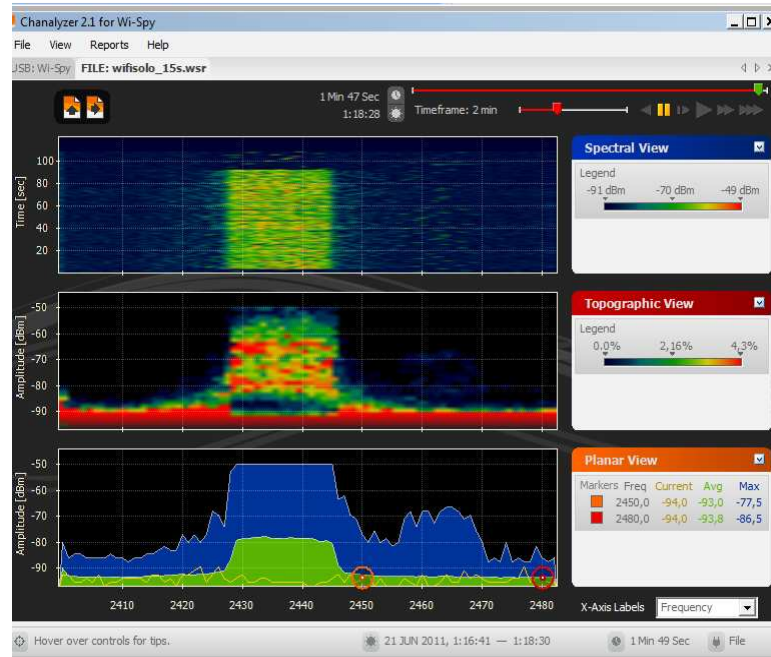 Chanalyzer 2.1 for Wi-Spy
File View Reports Help
USB: Wi-Spy FILE: wifisolo_15s.wsr
1 Min 47 Sec
1:18:28
Timeframe: 2 min
Time [sec]
100
80
60
40
20
Spectral View
Legend
-91 dBm -70 dBm -49 dBm
Amplitude [dBm]
-50
-60
-70
-80
-90
Topographic View
Legend
0.0% 2,16% 4,3%
Amplitude [dBm]
-50
-60
-70
-80
-90
2410 2420 2430 2440 2450 2460 2470 2480
Planar View
Markers Freq Current Avg Max
2450,0 -94,0 -93,0 -77,5
2480,0 -94,0 -93,8 -86,5
X-Axis Labels Frequency
Hover over controls for tips. 21 JUN 2011, 1:16:41 — 1:18:30 1 Min 49 Sec File